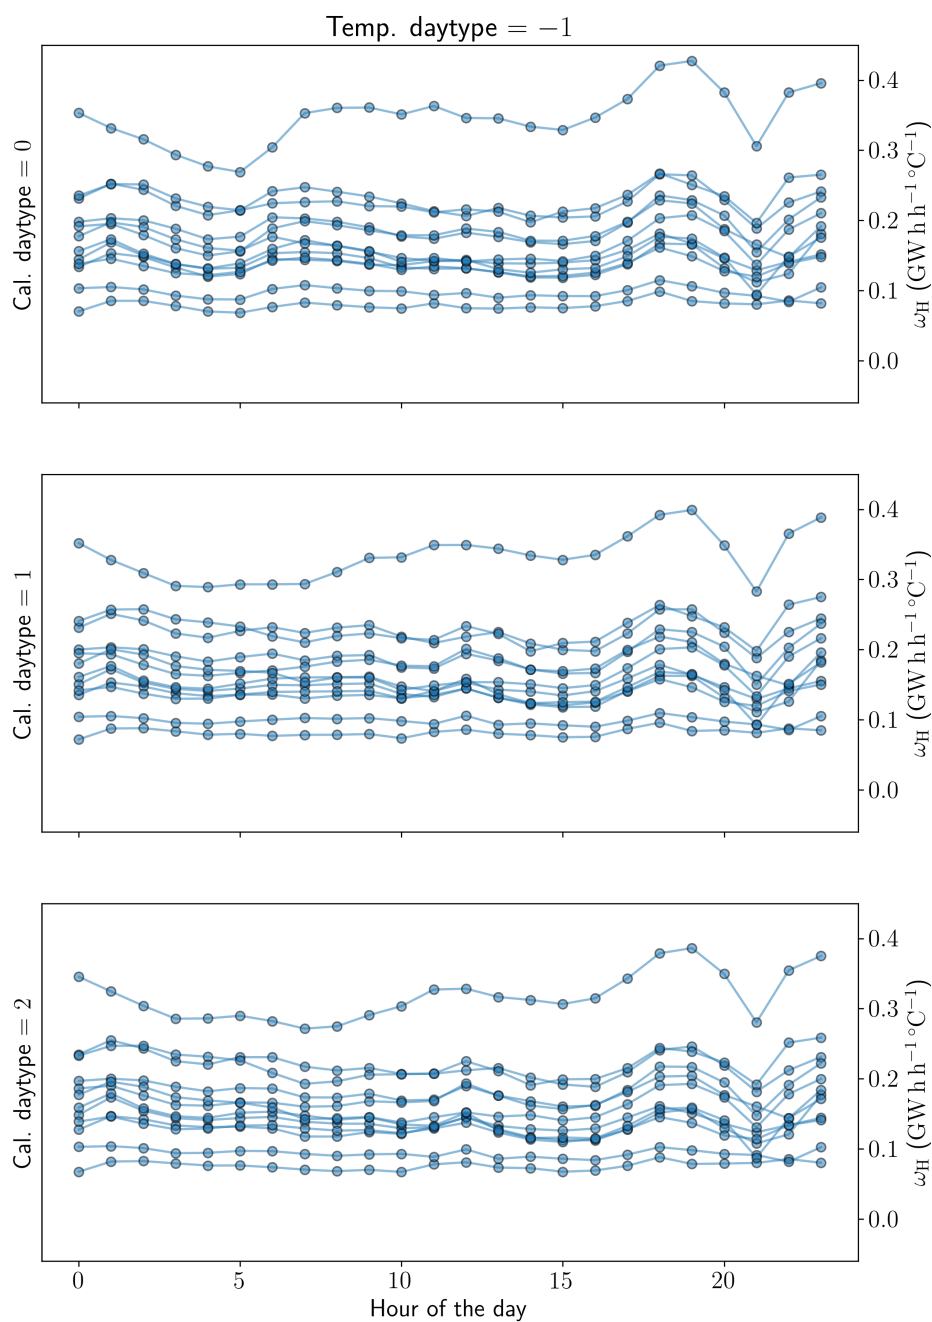 Temp. daytype = −1
Cal. daytype = 0
0.4
0.3
0.2
0.1
0.0
ωH (GW h h−1 °C−1)
Cal. daytype = 1
0.4
0.3
0.2
0.1
0.0
ωH (GW h h−1 °C−1)
Cal. daytype = 2
0.4
0.3
0.2
0.1
0.0
ωH (GW h h−1 °C−1)
0 5 10 15 20
Hour of the day